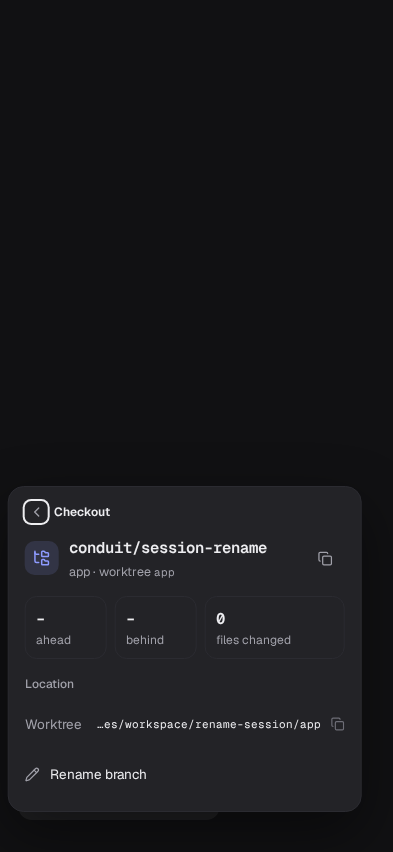 Checkout
conduit/session-rename
app · worktree app
–
ahead
–
behind
0
files changed
Location
Worktree …es/workspace/rename-session/app
Rename branch